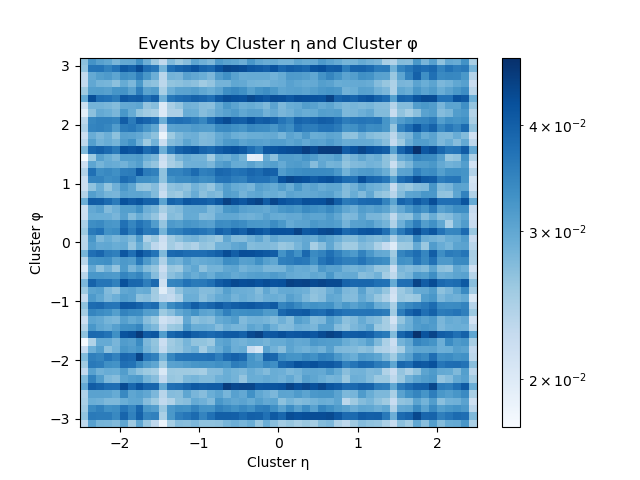 Events by Cluster η and Cluster φ
Cluster φ
3
2
1
0
−1
−2
−3
−2
−1
0
1
2
Cluster η
4 × 10⁻²
3 × 10⁻²
2 × 10⁻²